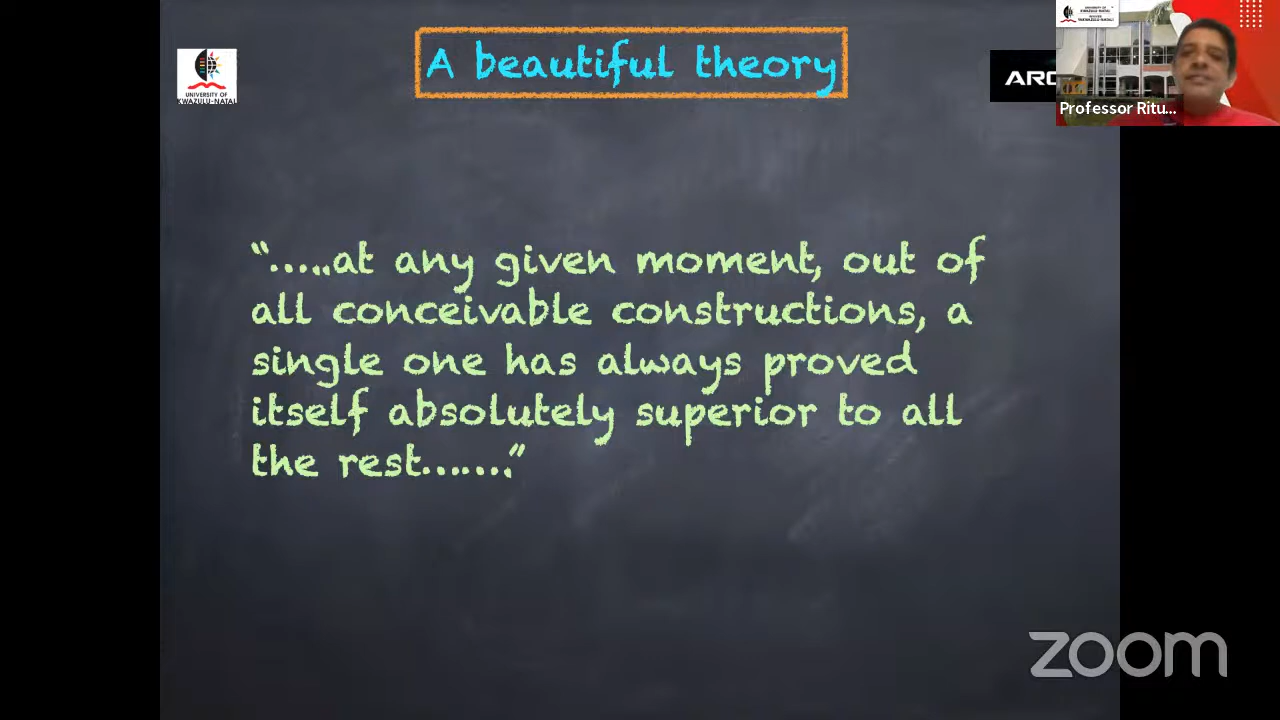 A beautiful theory
UNIVERSITY OF
KWAZULU-NATAL
ARC
Professor Ritu...
".....at any given moment, out of
all conceivable constructions, a
single one has always proved
itself absolutely superior to all
the rest......."
zoom